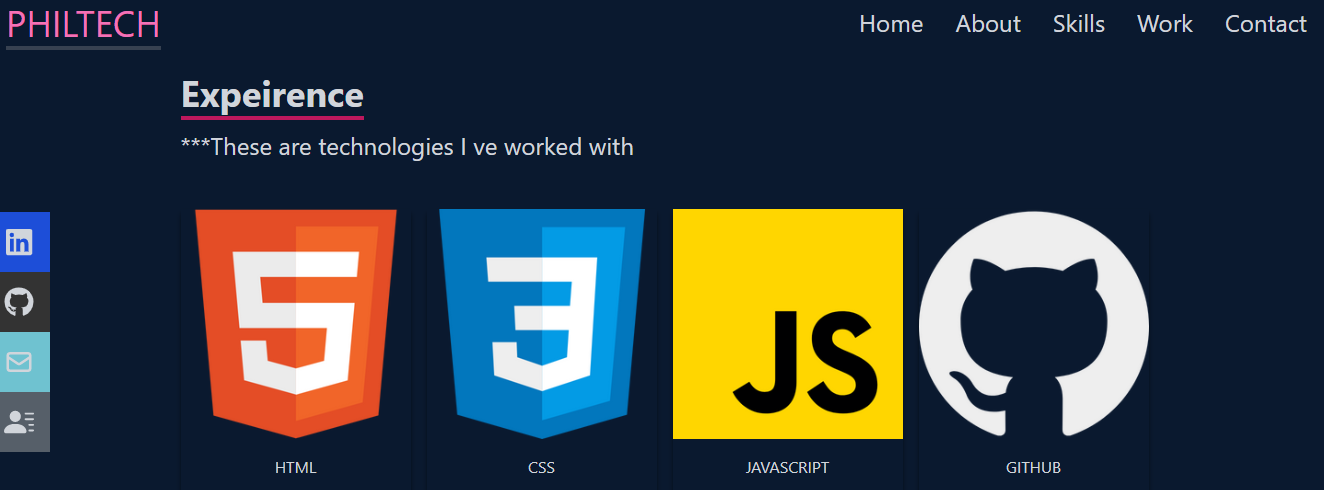 PHILTECH
Home About Skills Work Contact
Expeirence
***These are technologies I ve worked with
in
5
3
JS
HTML
CSS
JAVASCRIPT
GITHUB